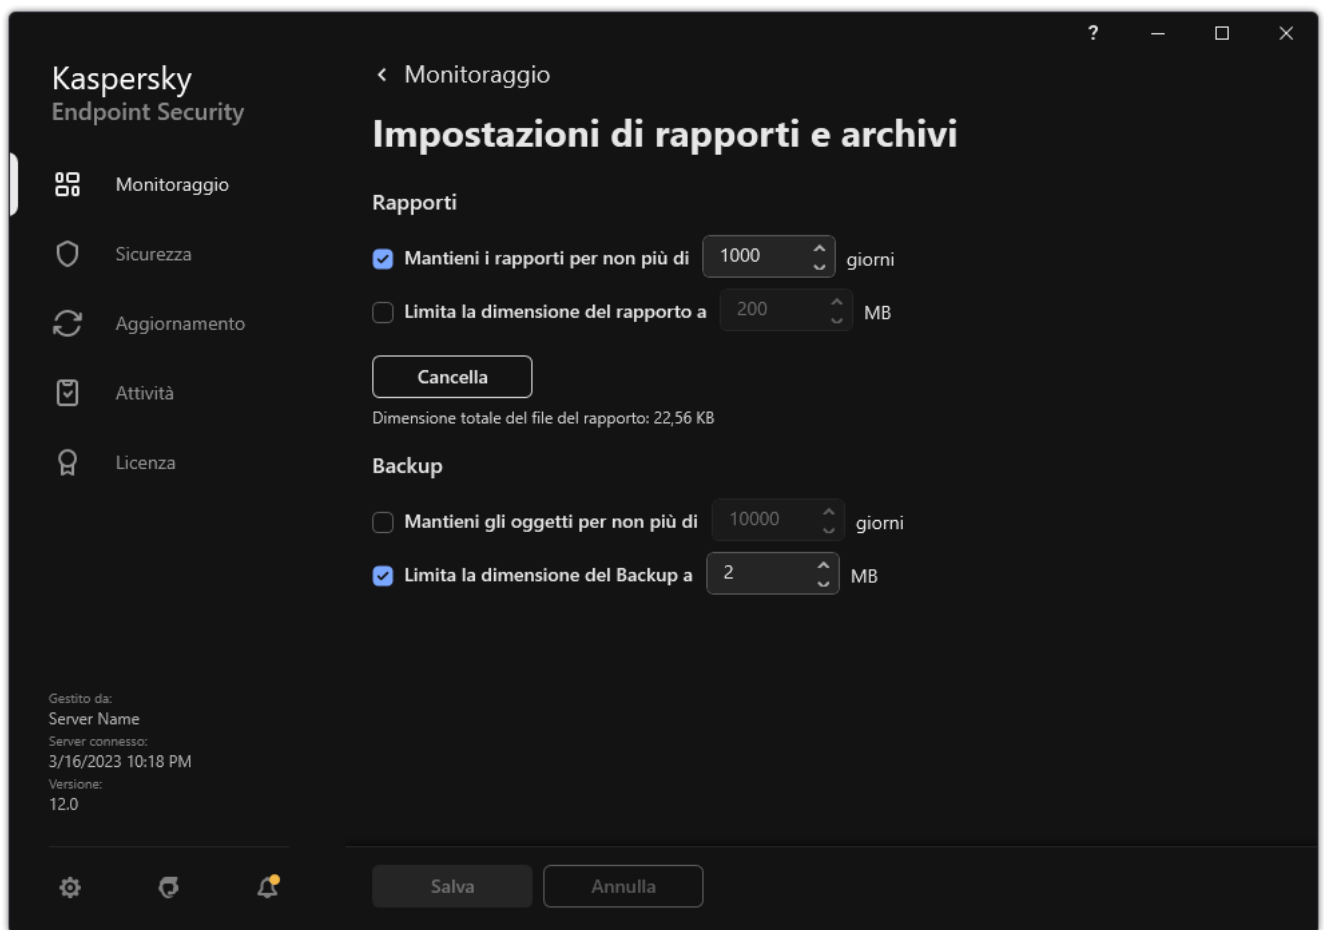 ?
Kaspersky
Endpoint Security
Monitoraggio
Sicurezza
Aggiornamento
Attività
Licenza
Gestito da:
Server Name
Server connesso:
3/16/2023 10:18 PM
Versione:
12.0
Monitoraggio
Impostazioni di rapporti e archivi
Rapporti
Mantieni i rapporti per non più di 1000 giorni
Limita la dimensione del rapporto a 200 MB
Cancella
Dimensione totale del file del rapporto: 22,56 KB
Backup
Mantieni gli oggetti per non più di 10000 giorni
Limita la dimensione del Backup a 2 MB
Salva Annulla